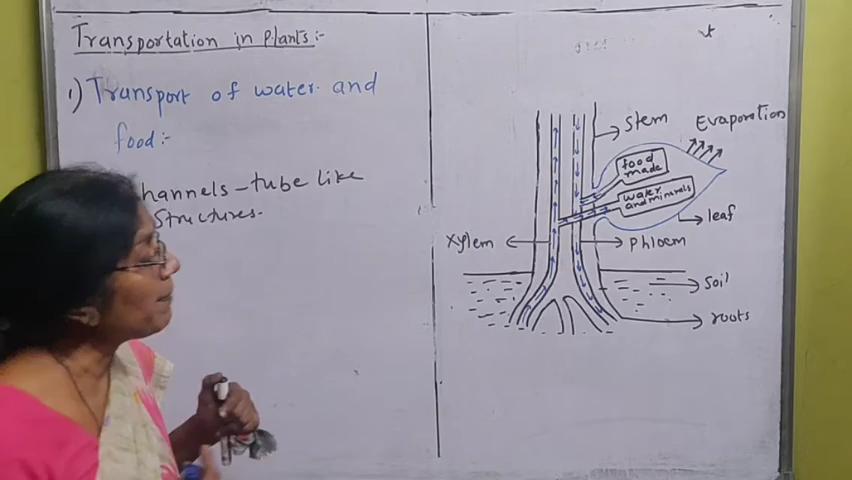 Transportation in Plants:-
1) Transport of water and
food:-
hannels - tube like
structures.
stem
Evaporation
food
made
water
and minerals
leaf
Xylem
Phloem
Soil
roots